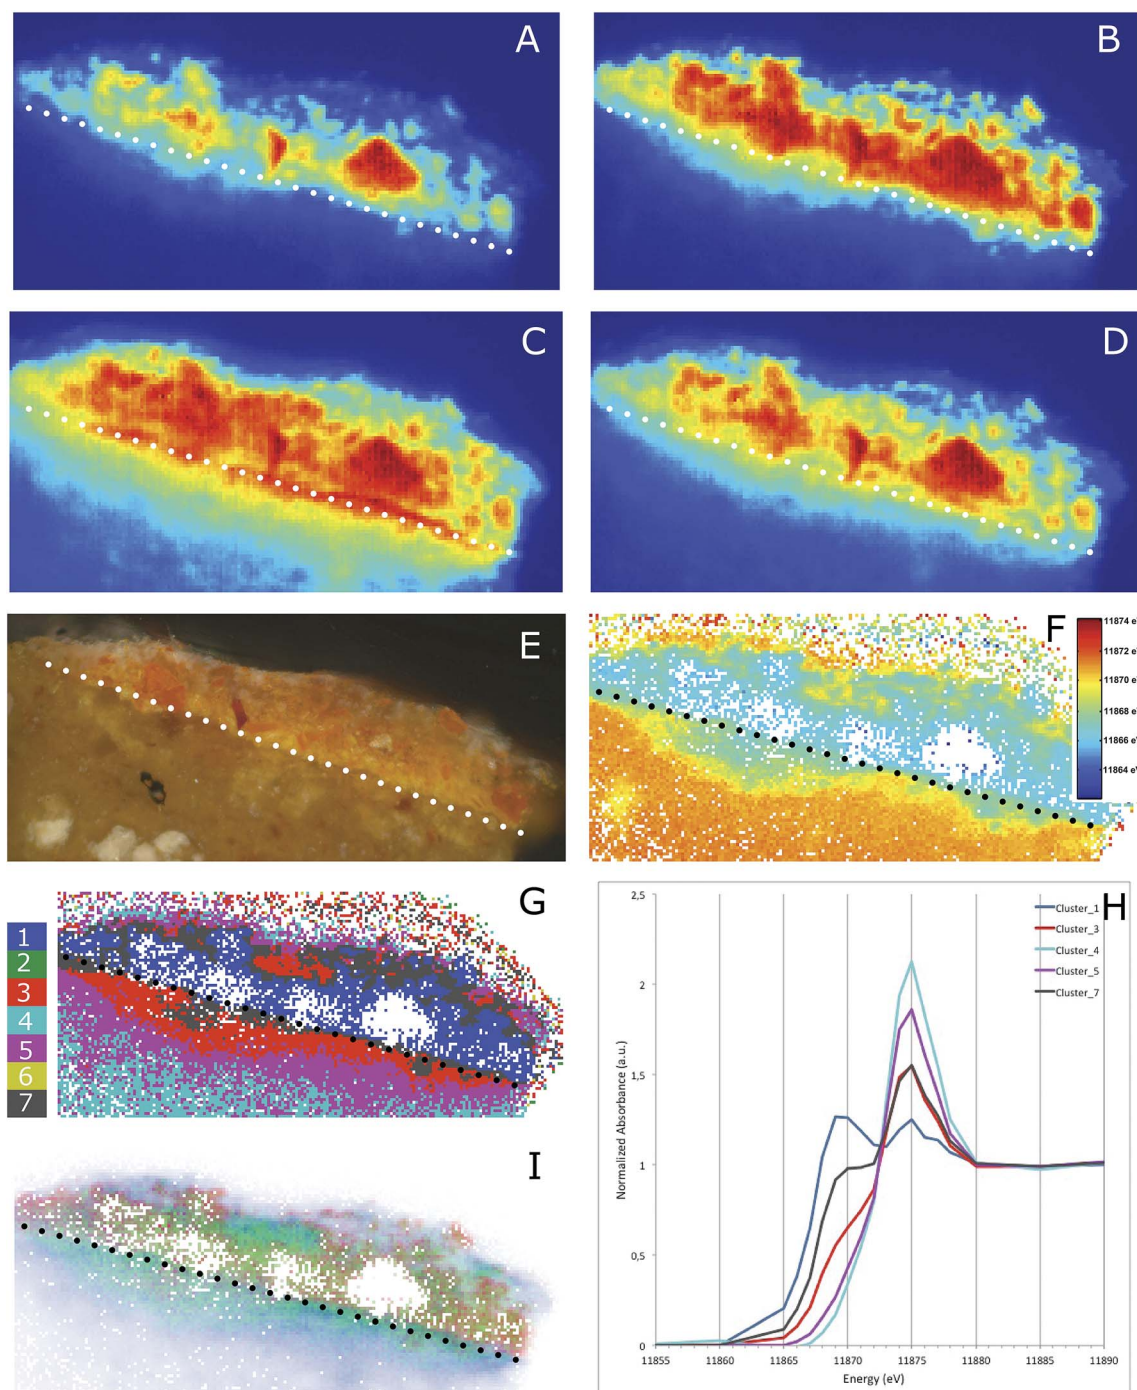 A
B
C
D
E
F
11874 e
11872 e
11870 e
11868 e
11866 e
11864 e
G
1
2
3
4
5
6
7
H
2,5
2
1,5
1
0,5
0
Normalized Absorbance (a.u.)
Cluster_1
Cluster_3
Cluster_4
Cluster_5
Cluster_7
11855 11860 11865 11870 11875 11880 11885 11890
Energy (eV)
I